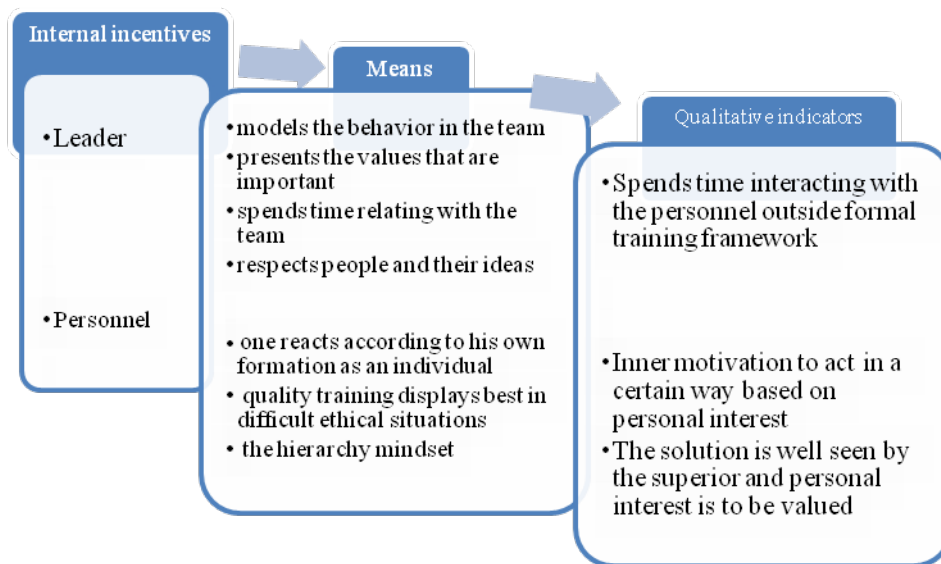 Internal incentives
• Leader
• Personnel
Means
• models the behavior in the team
• presents the values that are
important
• spends time relating with the
team
• respects people and their ideas
• one reacts according to his own
formation as an individual
• quality training displays best in
difficult ethical situations
• the hierarchy mindset
Qualitative indicators
• Spends time interacting with
the personnel outside formal
training framework
• Inner motivation to act in a
certain way based on
personal interest
• The solution is well seen by
the superior and personal
interest is to be valued